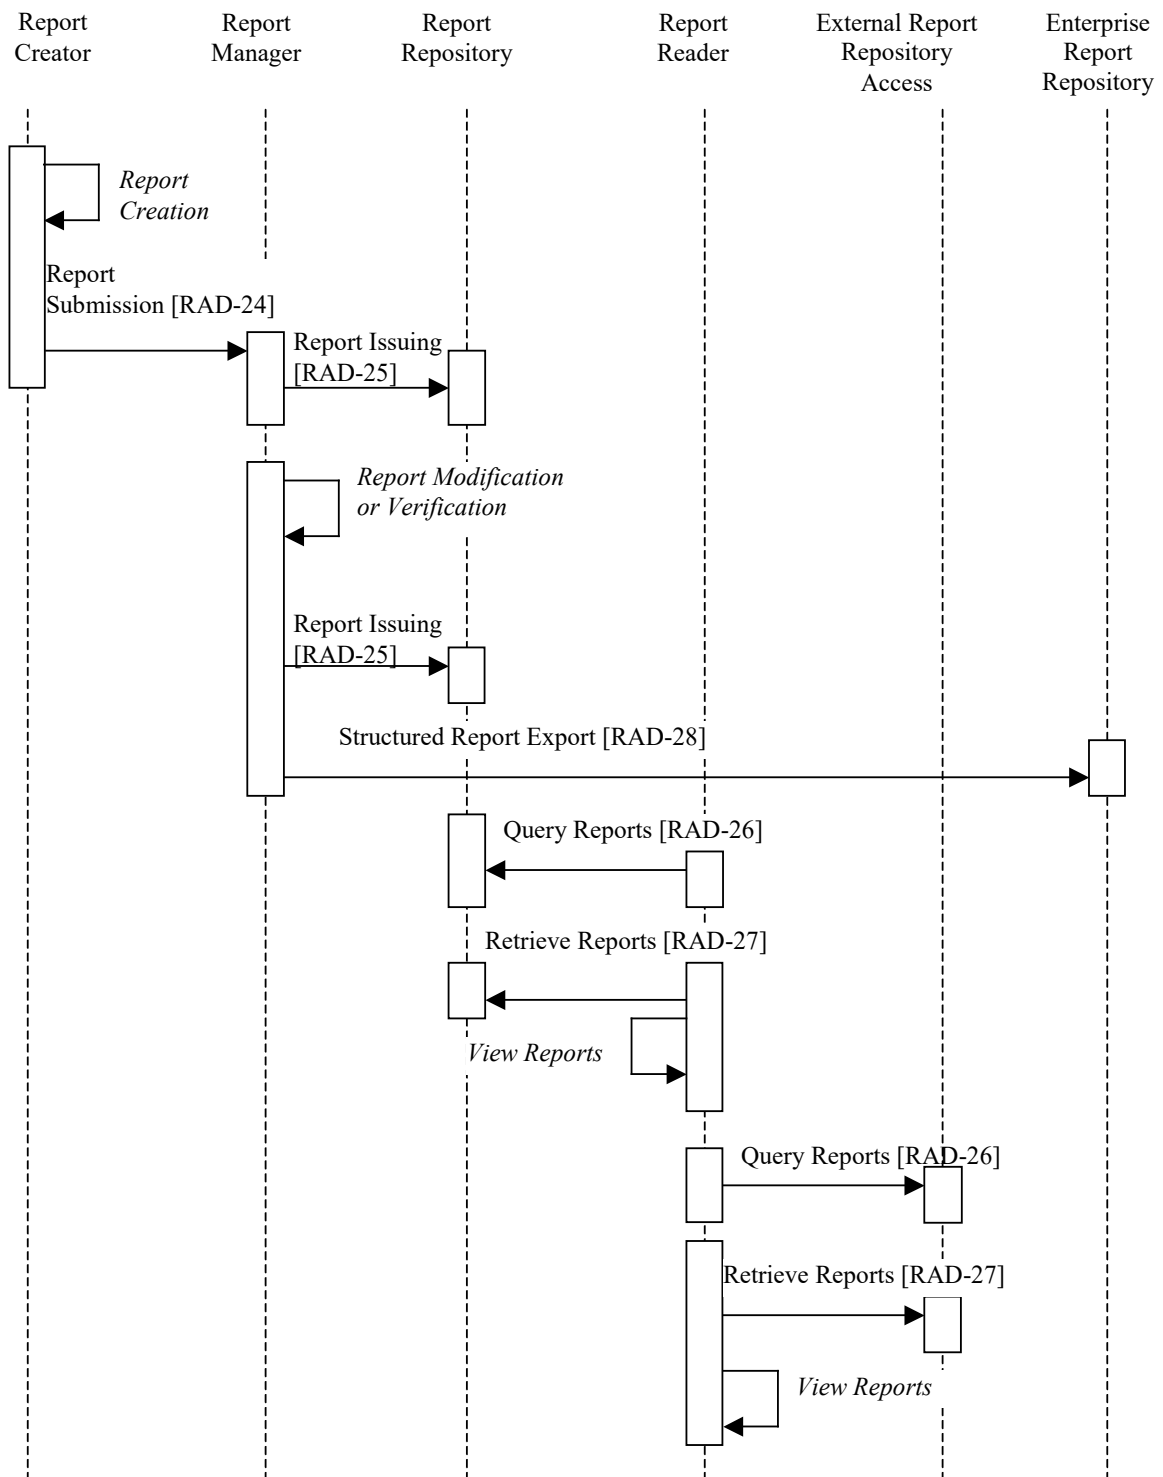 Report
Creator
Report
Manager
Report
Repository
Report
Reader
External Report
Repository
Access
Enterprise
Report
Repository
Report
Creation
Report
Submission [RAD-24]
Report Issuing
[RAD-25]
Report Modification
or Verification
Report Issuing
[RAD-25]
Structured Report Export [RAD-28]
Query Reports [RAD-26]
Retrieve Reports [RAD-27]
View Reports
Query Reports [RAD-26]
Retrieve Reports [RAD-27]
View Reports